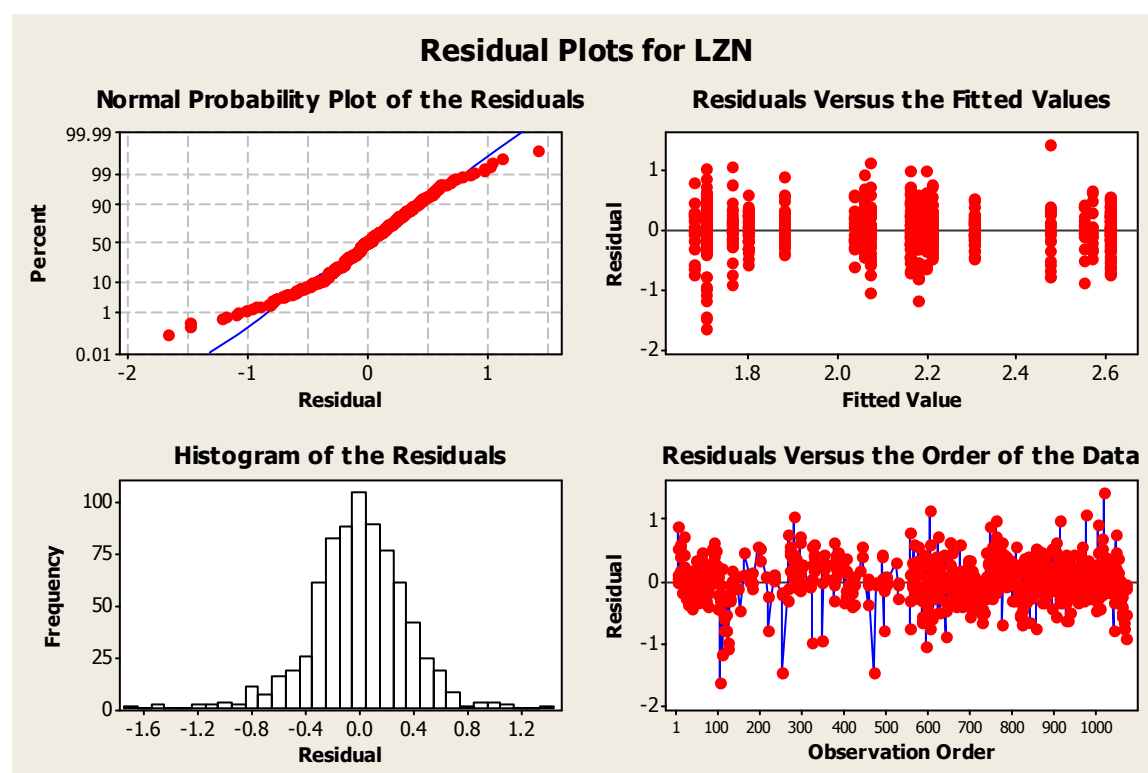 Residual Plots for LZN
Normal Probability Plot of the Residuals
99.99
99
90
50
10
1
0.01
Percent
-2 -1 0 1
Residual
Residuals Versus the Fitted Values
1
0
-1
-2
Residual
1.8 2.0 2.2 2.4 2.6
Fitted Value
Histogram of the Residuals
100
75
50
25
0
Frequency
-1.6 -1.2 -0.8 -0.4 0.0 0.4 0.8 1.2
Residual
Residuals Versus the Order of the Data
1
0
-1
-2
Residual
1 100 200 300 400 500 600 700 800 900 1000
Observation Order